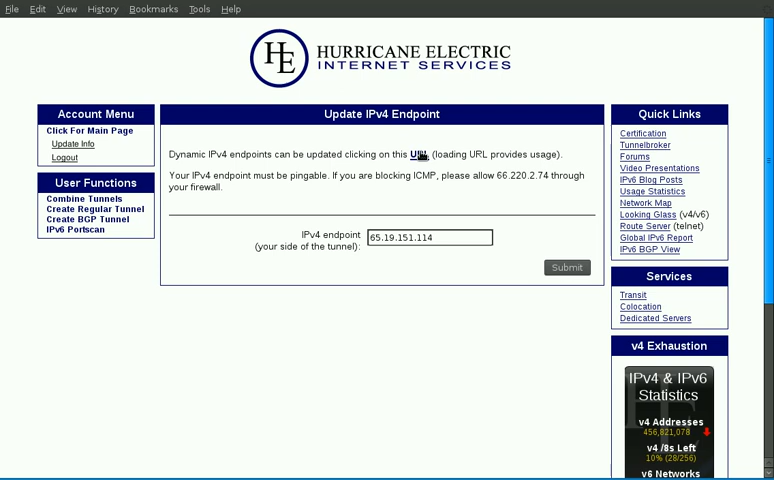 File Edit View History Bookmarks Tools Help
HE HURRICANE ELECTRIC
INTERNET SERVICES
Account Menu
Click For Main Page
Update Info
Logout
User Functions
Combine Tunnels
Create Regular Tunnel
Create BGP Tunnel
IPv6 Portscan
Update IPv4 Endpoint
Dynamic IPv4 endpoints can be updated clicking on this URL (loading URL provides usage).
Your IPv4 endpoint must be pingable. If you are blocking ICMP, please allow 66.220.2.74 through
your firewall.
IPv4 endpoint
(your side of the tunnel):
65.19.151.114
Submit
Quick Links
Certification
Tunnelbroker
Forums
Video Presentations
IPv6 Blog Posts
Usage Statistics
Network Map
Looking Glass (v4/v6)
Route Server (telnet)
Global IPv6 Report
IPv6 BGP View
Services
Transit
Colocation
Dedicated Servers
v4 Exhaustion
IPv4 & IPv6
Statistics
v4 Addresses
456,821,078
v4 /8s Left
10% (28/256)
v6 Networks